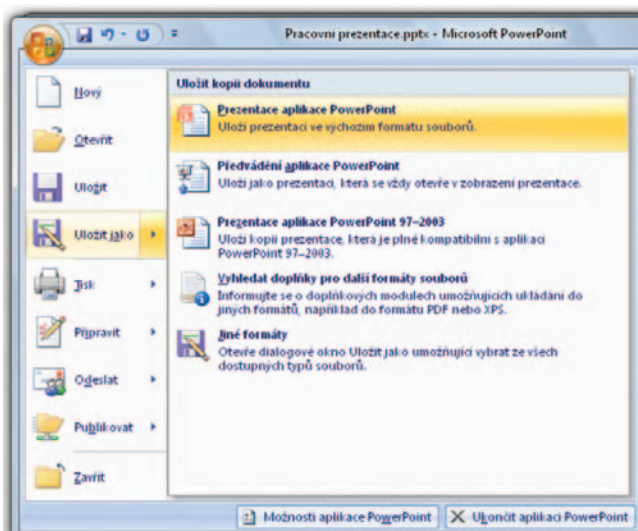 Pracovní prezentace.pptx - Microsoft PowerPoint
Nový
Otevřít
Uložit
Uložit jako
Tisk
Připravit
Odeslat
Publikovat
Zavřít
Uložit kopii dokumentu
Prezentace aplikace PowerPoint
Uloží prezentaci ve výchozím formátu souborů.
Předvádění aplikace PowerPoint
Uloží jako prezentaci, která se vždy otevře v zobrazení prezentace.
Prezentace aplikace PowerPoint 97–2003
Uloží kopii prezentace, která je plně kompatibilní s aplikací
PowerPoint 97–2003.
Vyhledat doplňky pro další formáty souborů
Informujte se o doplňkových modulech umožňujících ukládání do
jiných formátů, například do formátu PDF nebo XPS.
Jiné formáty
Otevře dialogové okno Uložit jako umožňující vybrat ze všech
dostupných typů souborů.
Možnosti aplikace PowerPoint
Ukončit aplikaci PowerPoint